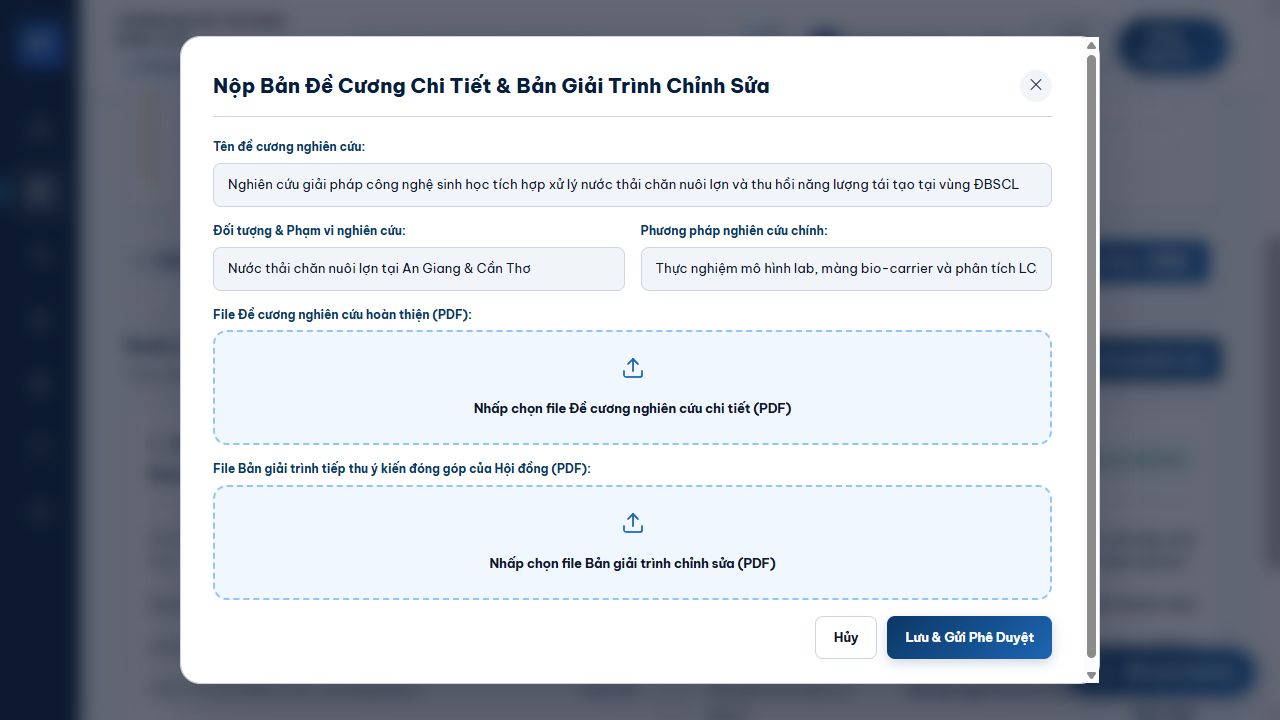 Nộp Bản Đề Cương Chi Tiết & Bản Giải Trình Chỉnh Sửa
Tên đề cương nghiên cứu:
Nghiên cứu giải pháp công nghệ sinh học tích hợp xử lý nước thải chăn nuôi lợn và thu hồi năng lượng tái tạo tại vùng ĐBSCL
Đối tượng & Phạm vi nghiên cứu:
Phương pháp nghiên cứu chính:
Nước thải chăn nuôi lợn tại An Giang & Cần Thơ
Thực nghiệm mô hình lab, màng bio-carrier và phân tích LC
File Đề cương nghiên cứu hoàn thiện (PDF):
Nhấp chọn file Đề cương nghiên cứu chi tiết (PDF)
File Bản giải trình tiếp thu ý kiến đóng góp của Hội đồng (PDF):
Nhấp chọn file Bản giải trình chỉnh sửa (PDF)
Hủy
Lưu & Gửi Phê Duyệt